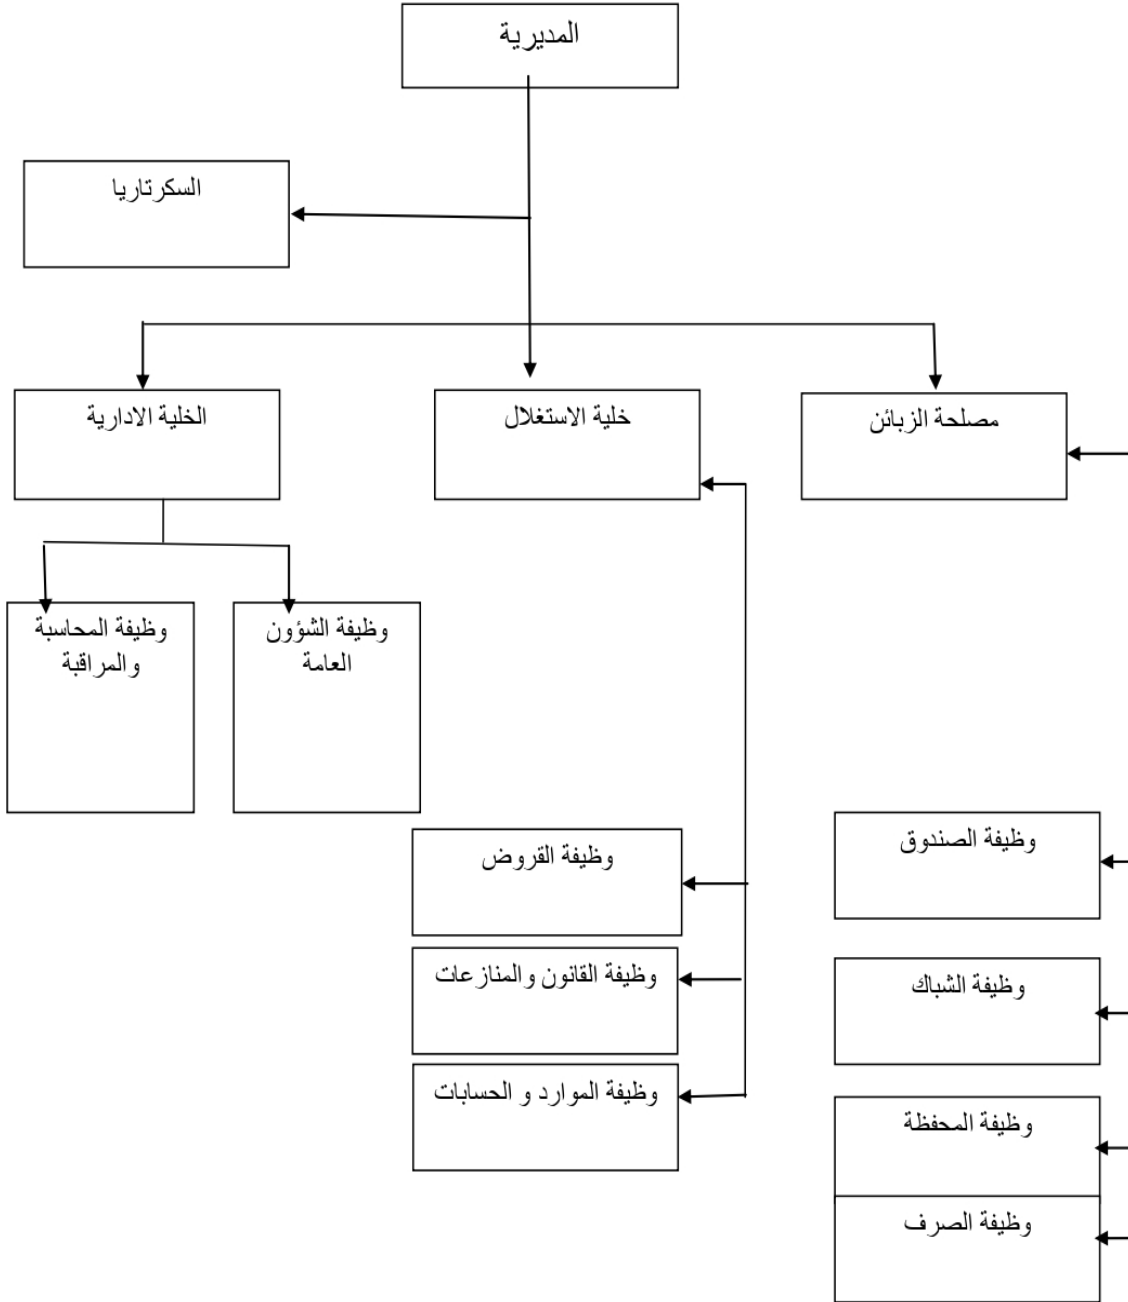 المديرية
السكرتاريا
مصلحة الزبائن
خلية الاستغلال
الخلية الادارية
وظيفة الشؤون
العامة
وظيفة المحاسبة
والمراقبة
وظيفة الصندوق
وظيفة الشباك
وظيفة المحفظة
وظيفة الصرف
وظيفة القروض
وظيفة القانون والمنازعات
وظيفة الموارد و الحسابات